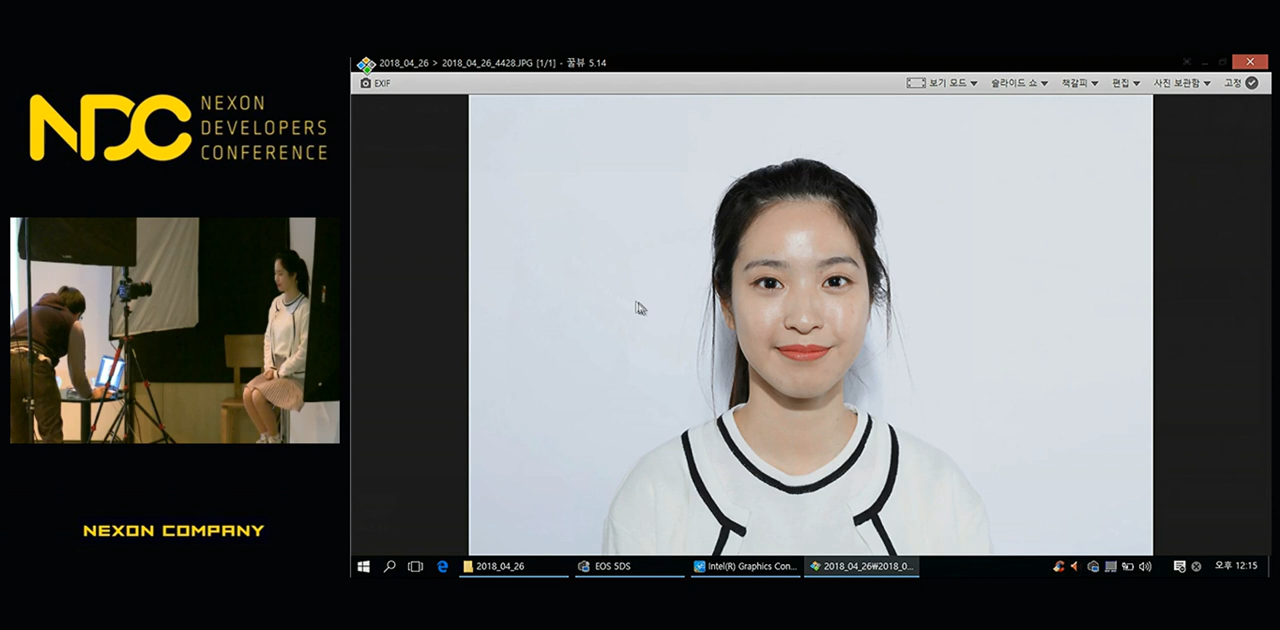 NDC
NEXON
DEVELOPERS
CONFERENCE
NEXON COMPANY
2018_04_26 > 2018_04_26_4428.JPG [1/1] - 꿀뷰 5.14
EXIF
보기 모드
슬라이드 쇼
책갈피
편집
사진 보관함
고정
2018_04_26
EOS 5DS
Intel(R) Graphics Con...
2018_04_26₩2018_0...
오후 12:15